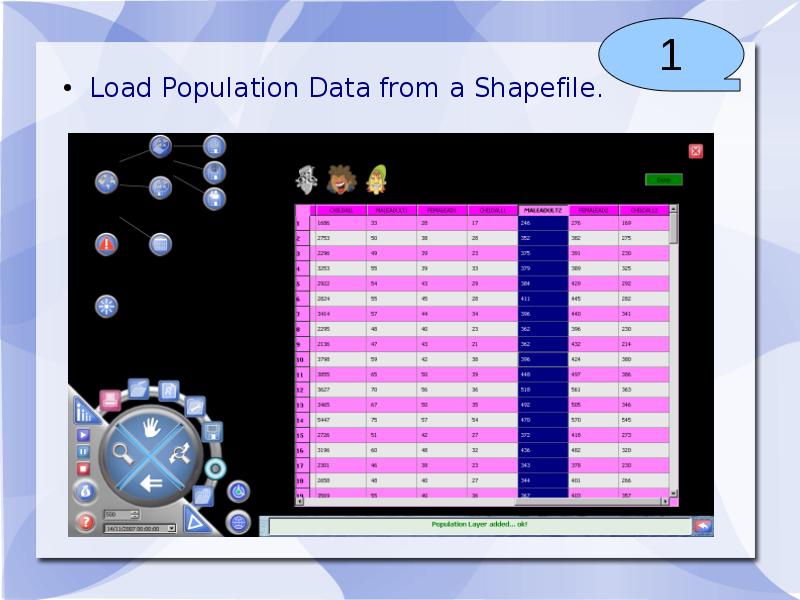 1
• Load Population Data from a Shapefile.
CHILDALL MALEADULT1 FEMALEAD1 CHILDALL1 MALEADULT2 FEMALEAD2 CHILDALL2
1 1686 33 28 17 246 276 169
2 2753 50 38 28 352 382 275
3 2296 49 39 23 375 391 230
4 3253 55 39 33 379 389 325
5 2922 54 43 29 384 429 292
6 2824 55 45 28 411 445 282
7 3414 57 44 34 396 440 341
8 2295 48 40 23 362 396 230
9 2136 47 43 21 362 432 214
10 3798 59 42 38 396 424 380
11 3855 65 50 39 448 497 386
12 3627 70 56 36 518 561 363
13 3465 67 50 35 492 505 346
14 5447 75 57 54 470 570 545
15 2726 51 42 27 372 418 273
16 3196 60 48 32 436 482 320
17 2301 46 38 23 343 378 230
18 2658 48 40 27 344 401 266
19 3569 55 40 36 367 403 357
500
14/11/2007 00:00:00
Population Layer added... ok!